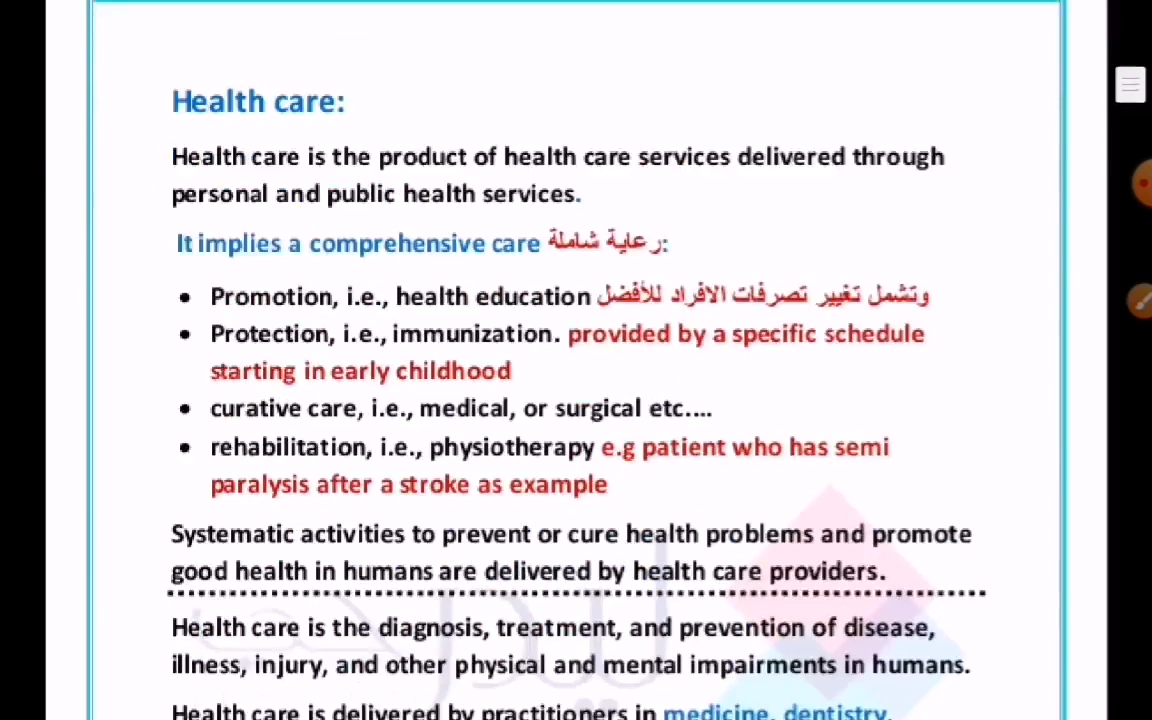 Health care:
Health care is the product of health care services delivered through
personal and public health services.
It implies a comprehensive care رعاية شاملة:
• Promotion, i.e., health education وتشمل تغيير تصرفات الافراد للأفضل
• Protection, i.e., immunization. provided by a specific schedule
starting in early childhood
• curative care, i.e., medical, or surgical etc....
• rehabilitation, i.e., physiotherapy e.g patient who has semi
paralysis after a stroke as example
Systematic activities to prevent or cure health problems and promote
good health in humans are delivered by health care providers.
Health care is the diagnosis, treatment, and prevention of disease,
illness, injury, and other physical and mental impairments in humans.
Health care is delivered by practitioners in medicine, dentistry,